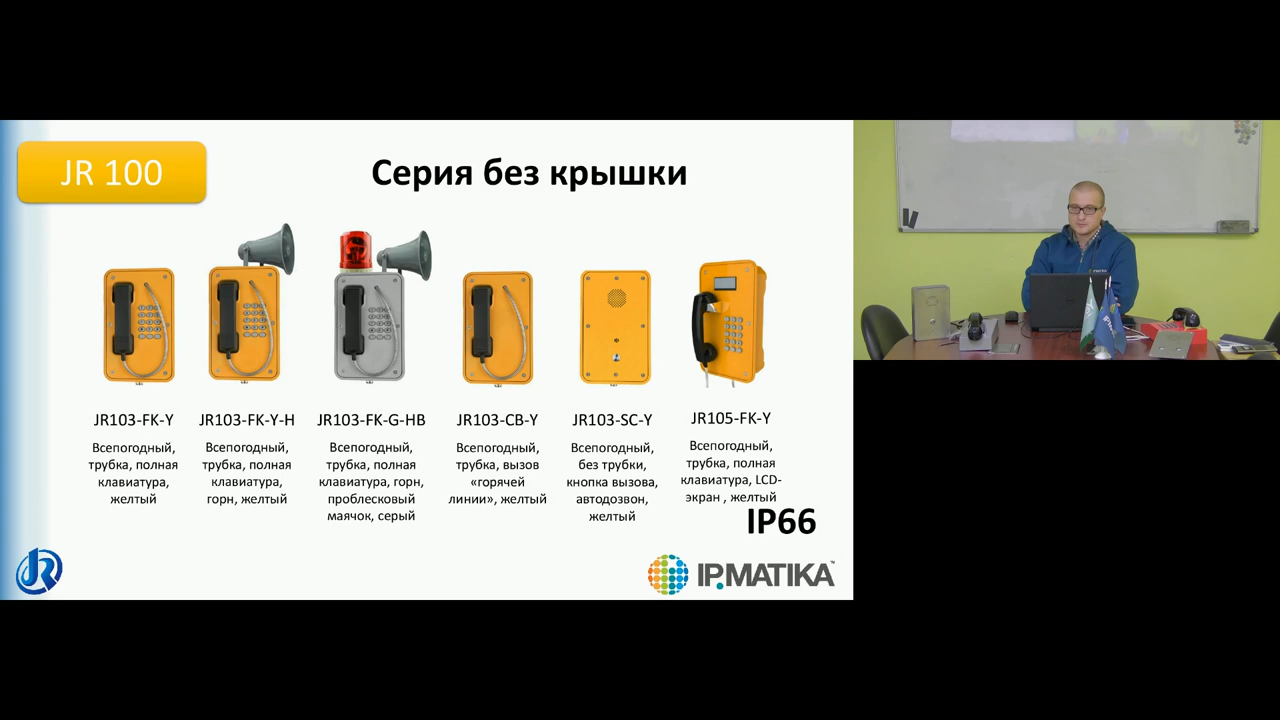 JR 100
Серия без крышки
JR103-FK-Y
Всепогодный,
трубка, полная
клавиатура,
желтый
JR103-FK-Y-H
Всепогодный,
трубка, полная
клавиатура,
горн, желтый
JR103-FK-G-HB
Всепогодный,
трубка, полная
клавиатура, горн,
проблесковый
маячок, серый
JR103-CB-Y
Всепогодный,
трубка, вызов
«горячей
линии», желтый
JR103-SC-Y
Всепогодный,
без трубки,
кнопка вызова,
автодозвон,
желтый
JR105-FK-Y
Всепогодный,
трубка, полная
клавиатура, LCD-
экран , желтый
IP66
JR
IP.MATIKA™